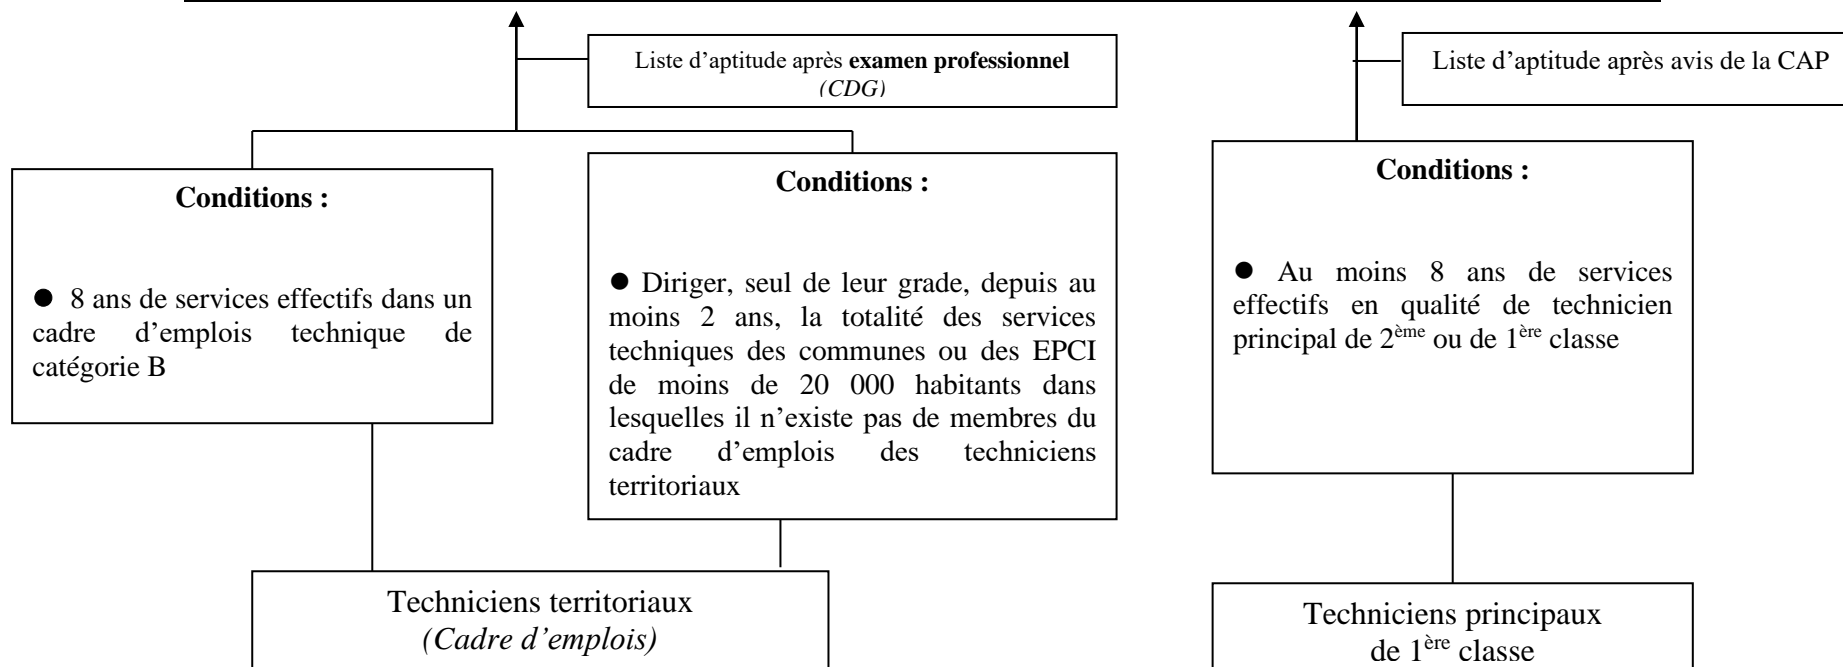 Liste d’aptitude après examen professionnel
(CDG)
Liste d’aptitude après avis de la CAP
Conditions :
● 8 ans de services effectifs dans un
cadre d’emplois technique de
catégorie B
Conditions :
● Diriger, seul de leur grade, depuis au
moins 2 ans, la totalité des services
techniques des communes ou des EPCI
de moins de 20 000 habitants dans
lesquelles il n’existe pas de membres du
cadre d’emplois des techniciens
territoriaux
Conditions :
● Au moins 8 ans de services
effectifs en qualité de technicien
principal de 2ème ou de 1ère classe
Techniciens territoriaux
(Cadre d’emplois)
Techniciens principaux
de 1ère classe